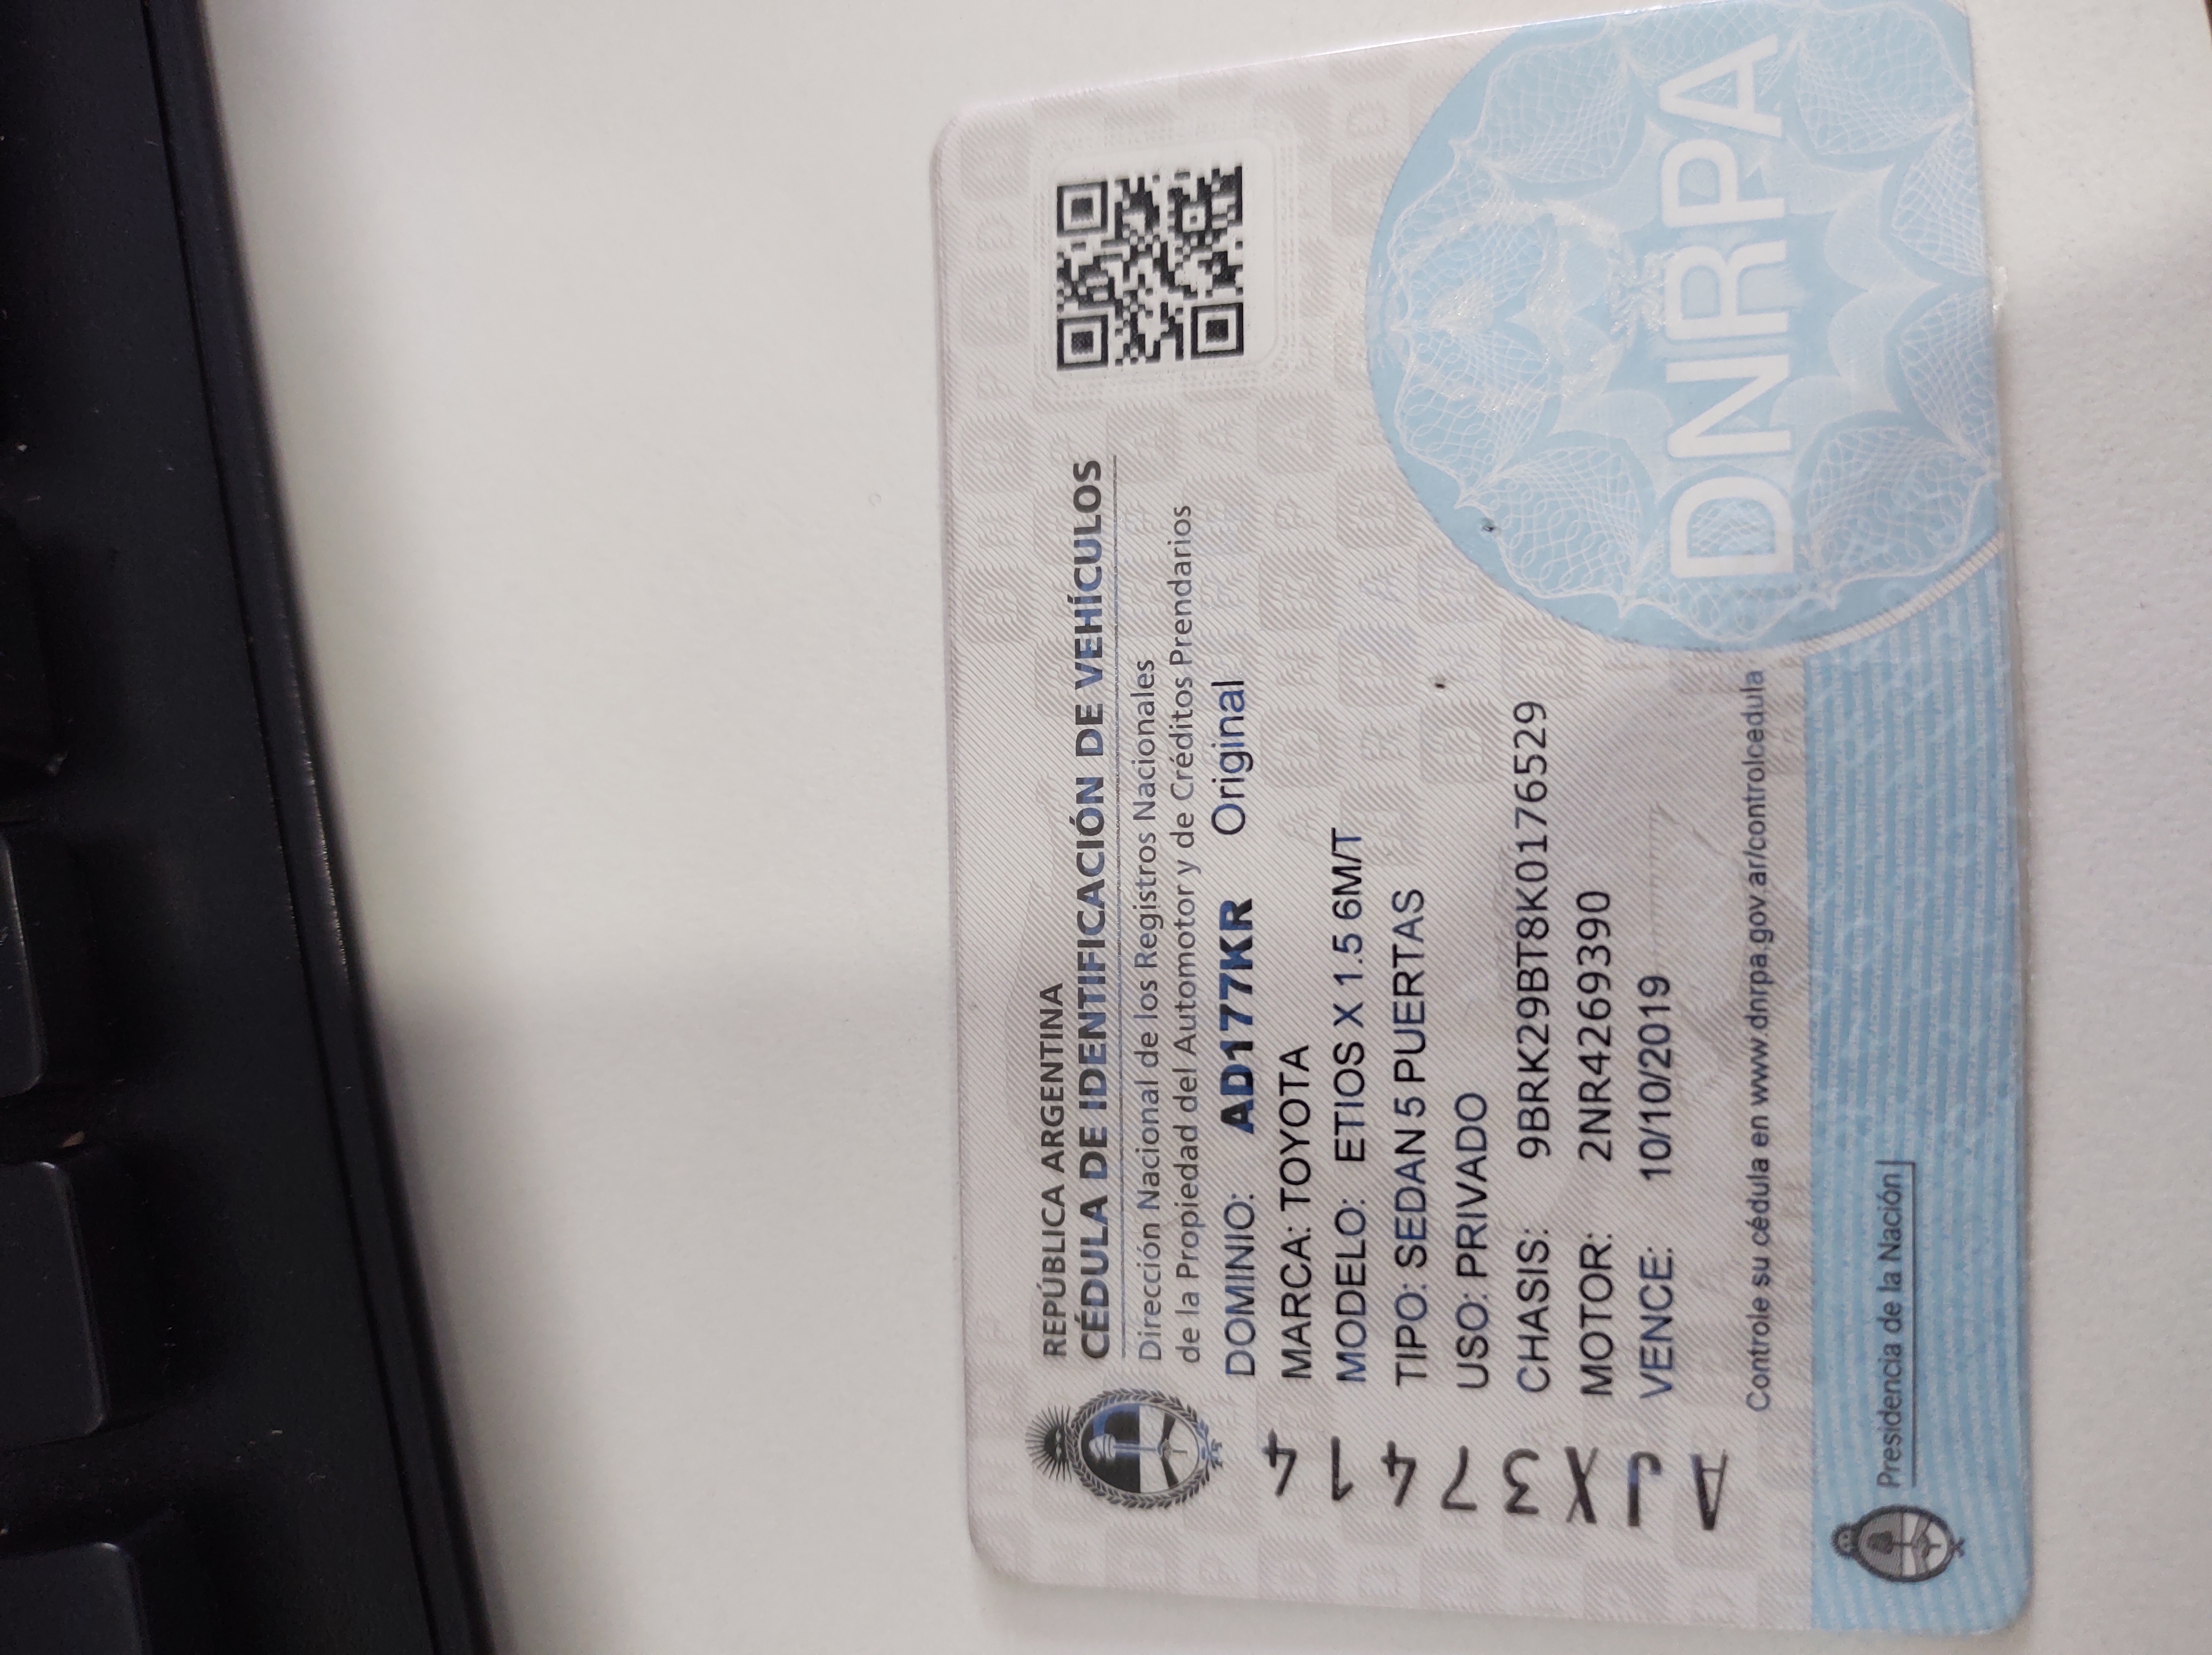 REPÚBLICA ARGENTINA
CÉDULA DE IDENTIFICACIÓN DE VEHÍCULOS
Dirección Nacional de los Registros Nacionales
de la Propiedad del Automotor y de Créditos Prendarios
DOMINIO: AD177KR Original
MARCA: TOYOTA
MODELO: ETIOS X 1.5 6M/T
TIPO: SEDAN 5 PUERTAS
USO: PRIVADO
CHASIS: 9BRK29BT8K0176529
MOTOR: 2NR4269390
VENCE: 10/10/2019
AJX37414
Controle su cédula en www.dnrpa.gov.ar/controlcedula
DNRPA
Presidencia de la Nación